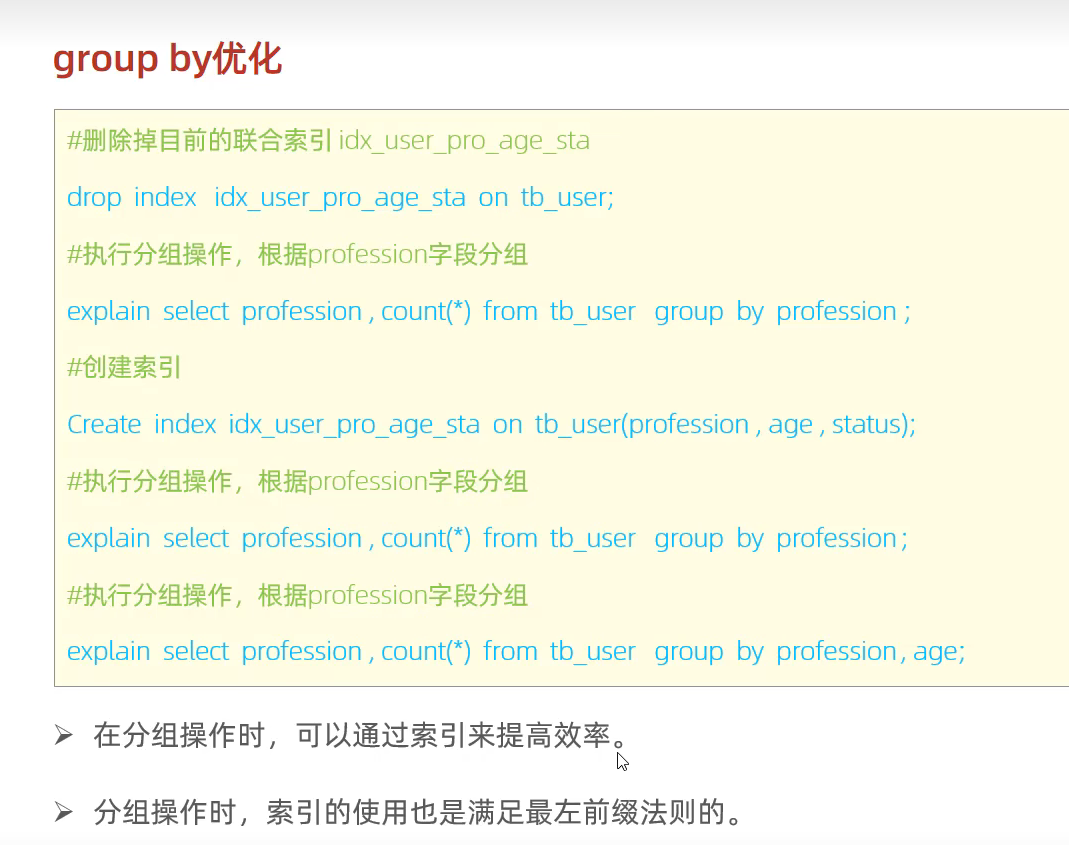 group by优化
#删除掉目前的联合索引 idx_user_pro_age_sta
drop index idx_user_pro_age_sta on tb_user;
#执行分组操作，根据profession字段分组
explain select profession , count(*) from tb_user group by profession ;
#创建索引
Create index idx_user_pro_age_sta on tb_user(profession , age , status);
#执行分组操作，根据profession字段分组
explain select profession , count(*) from tb_user group by profession ;
#执行分组操作，根据profession字段分组
explain select profession , count(*) from tb_user group by profession , age;
➢ 在分组操作时，可以通过索引来提高效率。
➢ 分组操作时，索引的使用也是满足最左前缀法则的。